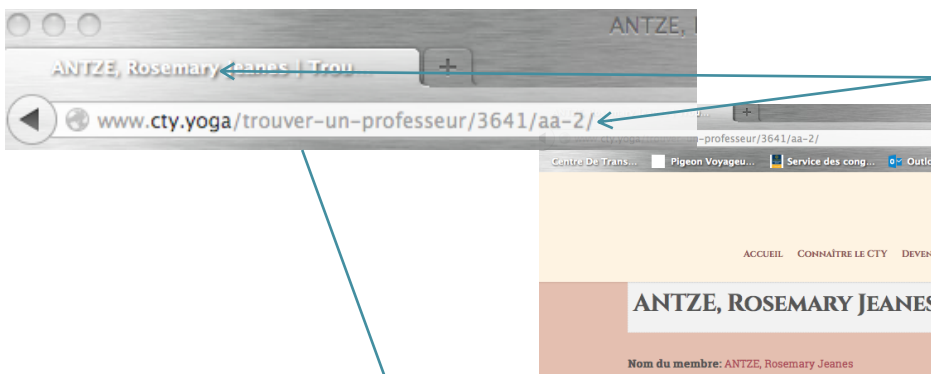 ANTZE,
ANTZE, Rosemary Jeanes | Trou...
www.cty.yoga/trouver-un-professeur/3641/aa-2/
-professeur/3641/aa-2/
Centre De Trans... Pigeon Voyageu... Service des cong... Outlo
ACCUEIL CONNAÎTRE LE CTY DEVEN
ANTZE, ROSEMARY JEANES
Nom du membre: ANTZE, Rosemary Jeanes